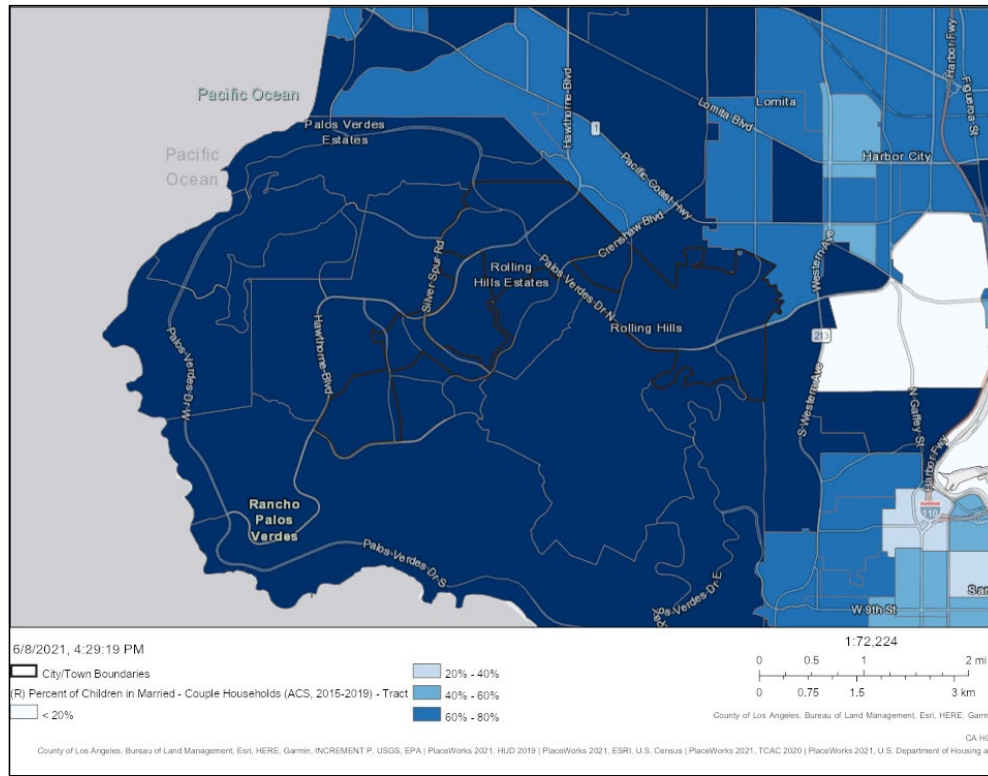 Pacific Ocean
Pacific
Ocean
Palos Verdes
Estates
Hawthorne-Blvd
1
Lomita Blvd
Lomita
Harbor Fwy
Figueroa St
Harbor City
Pacific Coast Hwy
Crenshaw Blvd
Western Ave
Silver Spur Rd
Rolling
Hills Estates
Palos Verdes Dr N
Rolling Hills
213
Palos Verdes Dr W
Hawthorne-Blvd
S Western Ave
N Gaffey St
Harbor Fwy
110
Rancho
Palos
Verdes
Palos Verdes Dr S
os Verdes Dr E
W 9th St
San
6/8/2021, 4:29:19 PM
City/Town Boundaries
(R) Percent of Children in Married - Couple Households (ACS, 2015-2019) - Tract
< 20%
20% - 40%
40% - 60%
60% - 80%
1:72,224
0 0.5 1 2 mi
0 0.75 1.5 3 km
County of Los Angeles, Bureau of Land Management, Esri, HERE, Garm
CA HC
County of Los Angeles, Bureau of Land Management, Esri, HERE, Garmin, INCREMENT P, USGS, EPA | PlaceWorks 2021, HUD 2019 | PlaceWorks 2021, ESRI, U.S. Census | PlaceWorks 2021, TCAC 2020 | PlaceWorks 2021, U.S. Department of Housing a